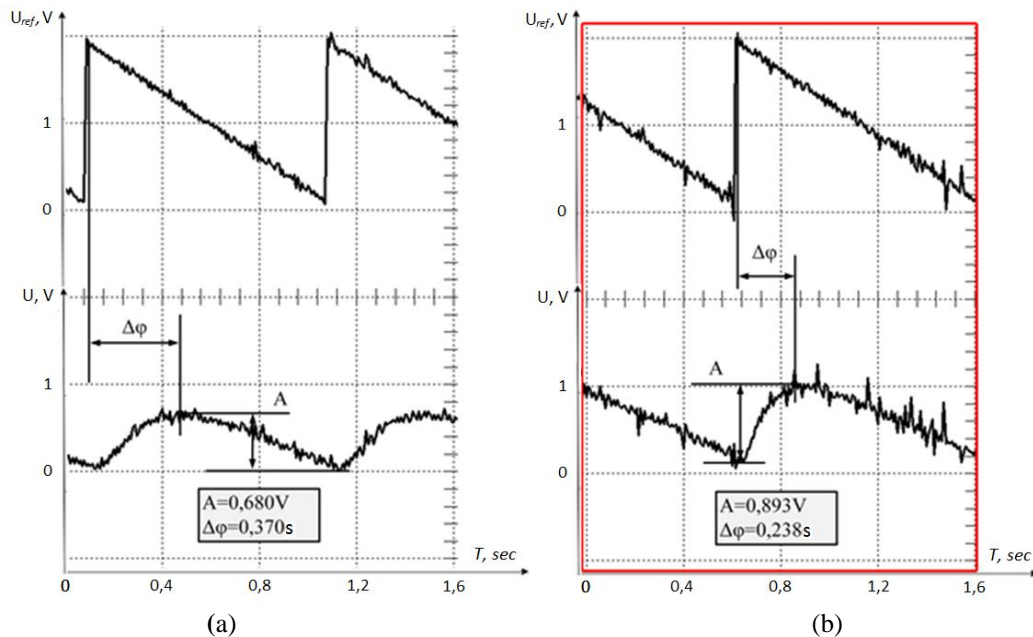 U_ref, V
1
0
Δφ
U, V
1
A
0
A=0,680V
Δφ=0,370s
T, sec
0 0,4 0,8 1,2 1,6
(a)
U_ref, V
1
0
Δφ
U, V
A
1
0
A=0,893V
Δφ=0,238s
T, sec
0 0,4 0,8 1,2 1,6
(b)